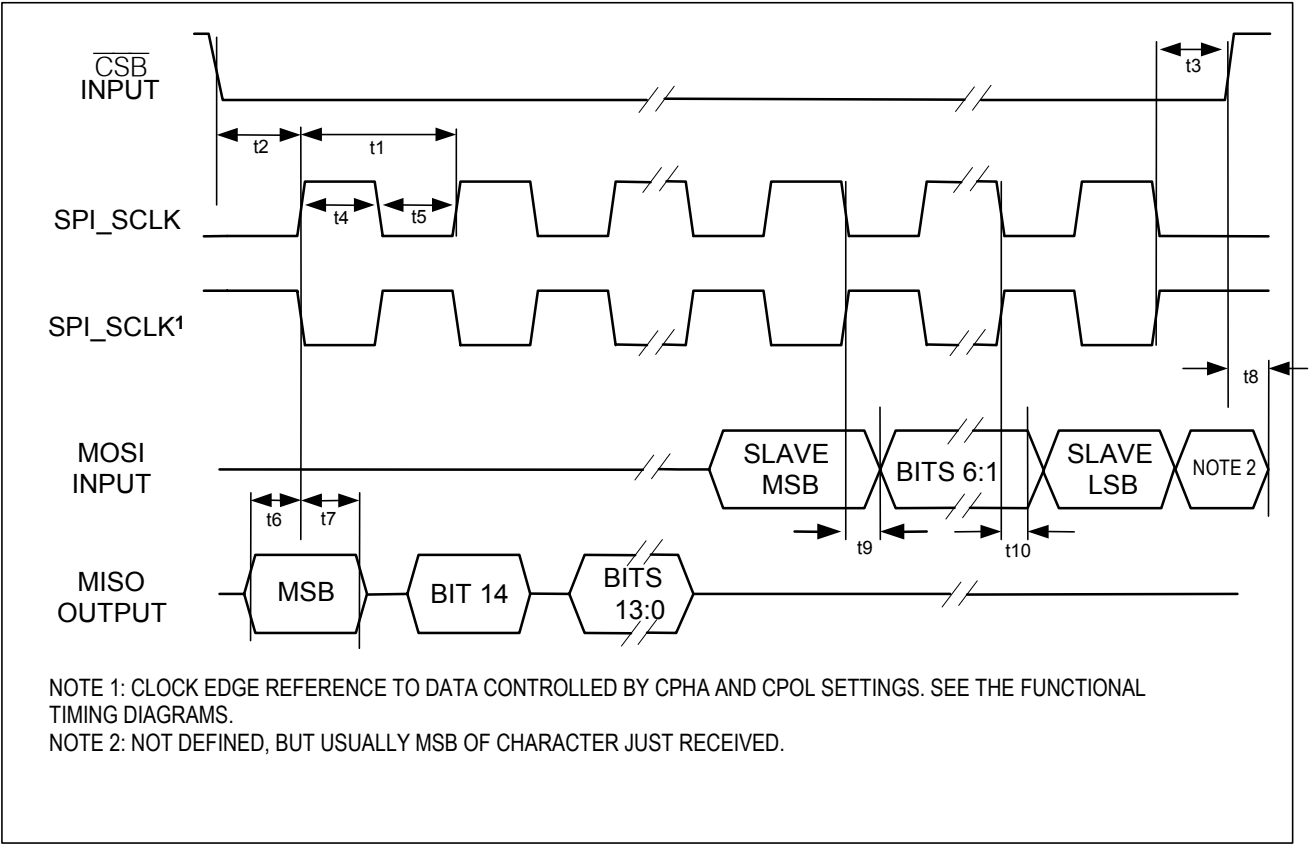 CSB
INPUT
t3
t2
t1
SPI_SCLK
t4
t5
SPI_SCLK¹
t8
MOSI
INPUT
SLAVE
MSB
BITS 6:1
SLAVE
LSB
NOTE 2
t6
t7
t9
t10
MISO
OUTPUT
MSB
BIT 14
BITS
13:0
NOTE 1: CLOCK EDGE REFERENCE TO DATA CONTROLLED BY CPHA AND CPOL SETTINGS. SEE THE FUNCTIONAL
TIMING DIAGRAMS.
NOTE 2: NOT DEFINED, BUT USUALLY MSB OF CHARACTER JUST RECEIVED.